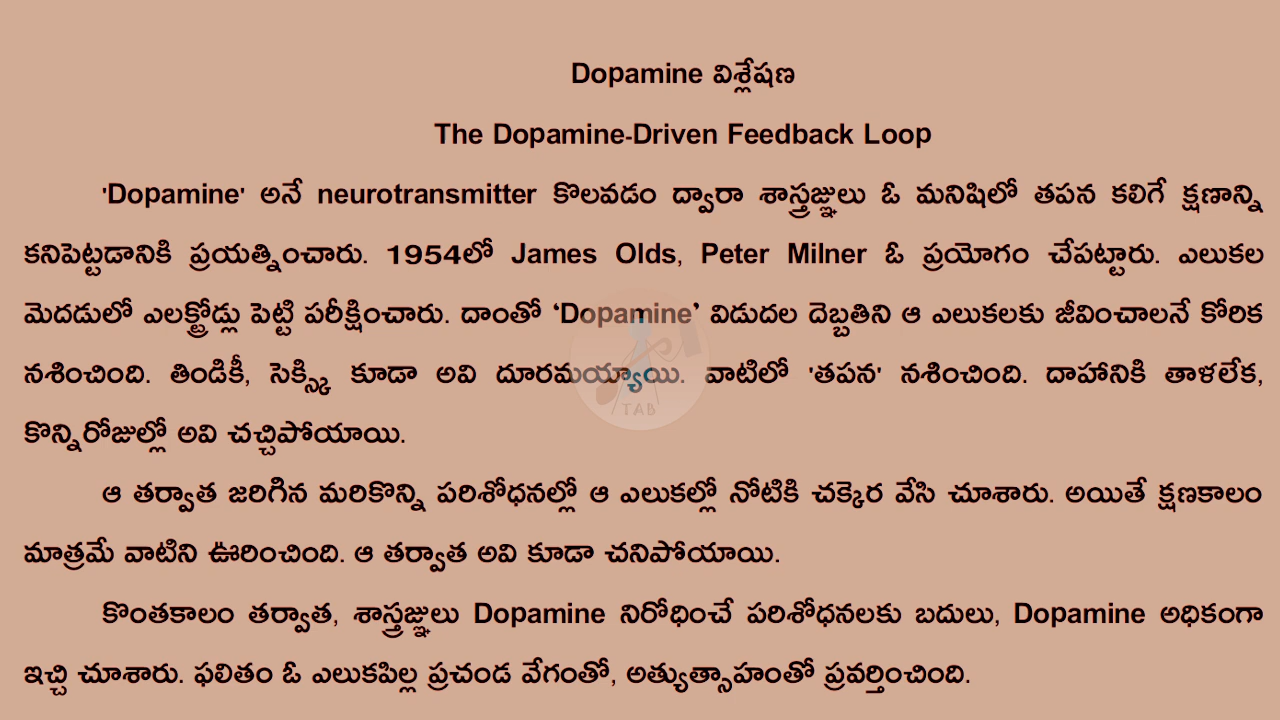 Dopamine విశ్లేషణ
The Dopamine-Driven Feedback Loop
'Dopamine' అనే neurotransmitter కొలవడం ద్వారా శాస్త్రజ్ఞులు ఓ మనిషిలో తపన కలిగే క్షణాన్ని
కనిపెట్టడానికి ప్రయత్నించారు. 1954లో James Olds, Peter Milner ఓ ప్రయోగం చేపట్టారు. ఎలుకల
మెదడులో ఎలక్ట్రోడ్లు పెట్టి పరీక్షించారు. దాంతో ‘Dopamine’ విడుదల దెబ్బతిని ఆ ఎలుకలకు జీవించాలనే కోరిక
నశించింది. తిండికీ, సెక్స్కి కూడా అవి దూరమయ్యాయి. వాటిలో 'తపన' నశించింది. దాహానికి తాళలేక,
కొన్నిరోజుల్లో అవి చచ్చిపోయాయి.
ఆ తర్వాత జరిగిన మరికొన్ని పరిశోధనల్లో ఆ ఎలుకల్లో నోటికి చక్కెర వేసి చూశారు. అయితే క్షణకాలం
మాత్రమే వాటిని ఊరించింది. ఆ తర్వాత అవి కూడా చనిపోయాయి.
కొంతకాలం తర్వాత, శాస్త్రజ్ఞులు Dopamine నిరోధించే పరిశోధనలకు బదులు, Dopamine అధికంగా
ఇచ్చి చూశారు. ఫలితం ఓ ఎలుకపిల్ల ప్రచండ వేగంతో, అత్యుత్సాహంతో ప్రవర్తించింది.
TAB